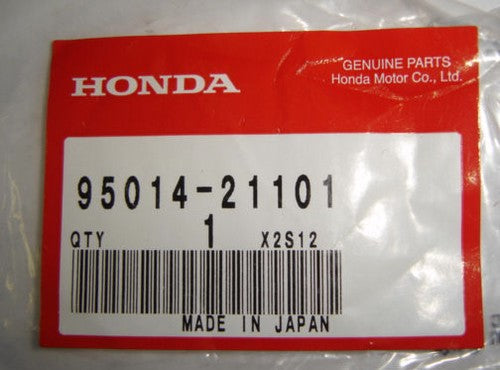 HONDA
GENUINE PARTS
Honda Motor Co., Ltd.
95014-21101
QTY 1 X2S12
MADE IN JAPAN